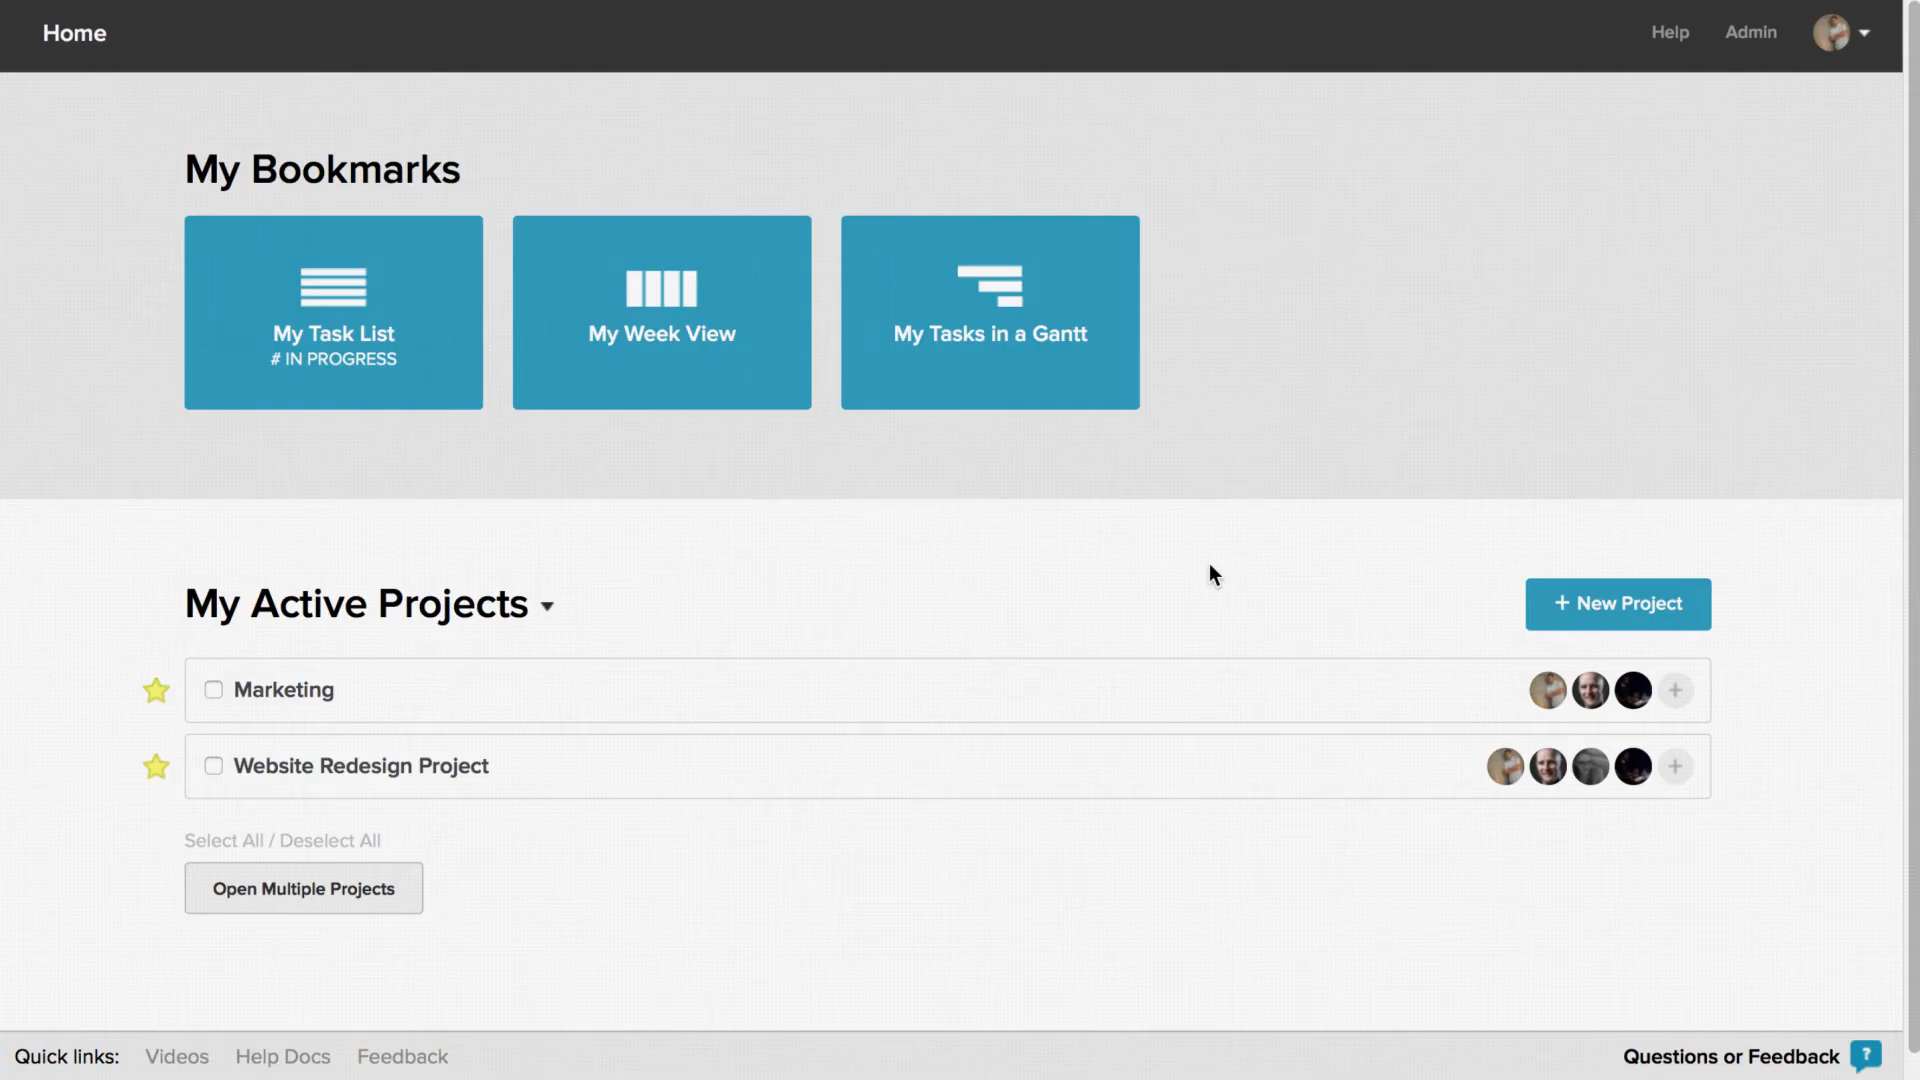 Home
Help
Admin
My Bookmarks
My Task List
# IN PROGRESS
My Week View
My Tasks in a Gantt
My Active Projects
+ New Project
Marketing
Website Redesign Project
Select All / Deselect All
Open Multiple Projects
Quick links:
Videos
Help Docs
Feedback
Questions or Feedback
?